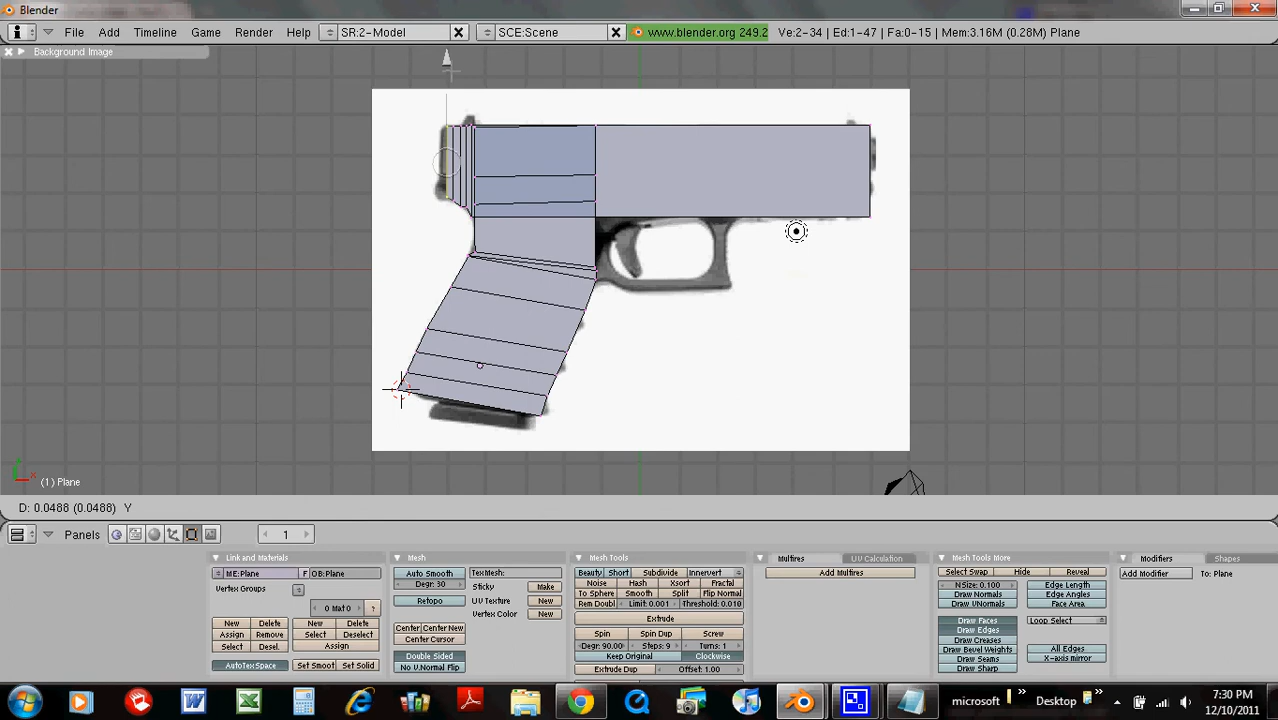 Blender
File Add Timeline Game Render Help SR:2-Model SCE:Scene www.blender.org 249.2 Ve:2-34 | Ed:1-47 | Fa:0-15 | Mem:3.16M (0.28M) Plane
Background Image
(1) Plane
D: 0.0488 (0.0488) Y
Panels 1
Link and Materials Mesh Mesh Tools Multires UV Calculation Mesh Tools More Modifiers Shapes
ME:Plane F OB:Plane Auto Smooth TexMesh: Beauty Short Subdivide Innervert Add Multires Select Swap Hide Reveal Add Modifier To: Plane
Vertex Groups Degr: 30 Sticky Make Noise Hash Xsort Fractal NSize: 0.100 Edge Length
Retopo UV Texture New To Sphere Smooth Split Flip Normal Draw Faces Draw VNormals Edge Angles
0 Mat 0 ? Vertex Color New Rem Doubl Limit: 0.001 Threshold: 0.010 Draw Normals Face Area
New Delete New Delete Center Center New Extrude Draw Edges Loop Select
Assign Remove Select Deselect Center Cursor Spin Spin Dup Screw Draw Creases
Select Desel. Assign Double Sided Degr: 90.00 Steps: 9 Turns: 1 Draw Bevel Weights All Edges
AutoTexSpace Set Smoot Set Solid No V.Normal Flip Keep Original Clockwise Draw Seams X-axis mirror
Extrude Dup Offset: 1.00 Draw Sharp
microsoft » Desktop » 7:30 PM
12/10/2011